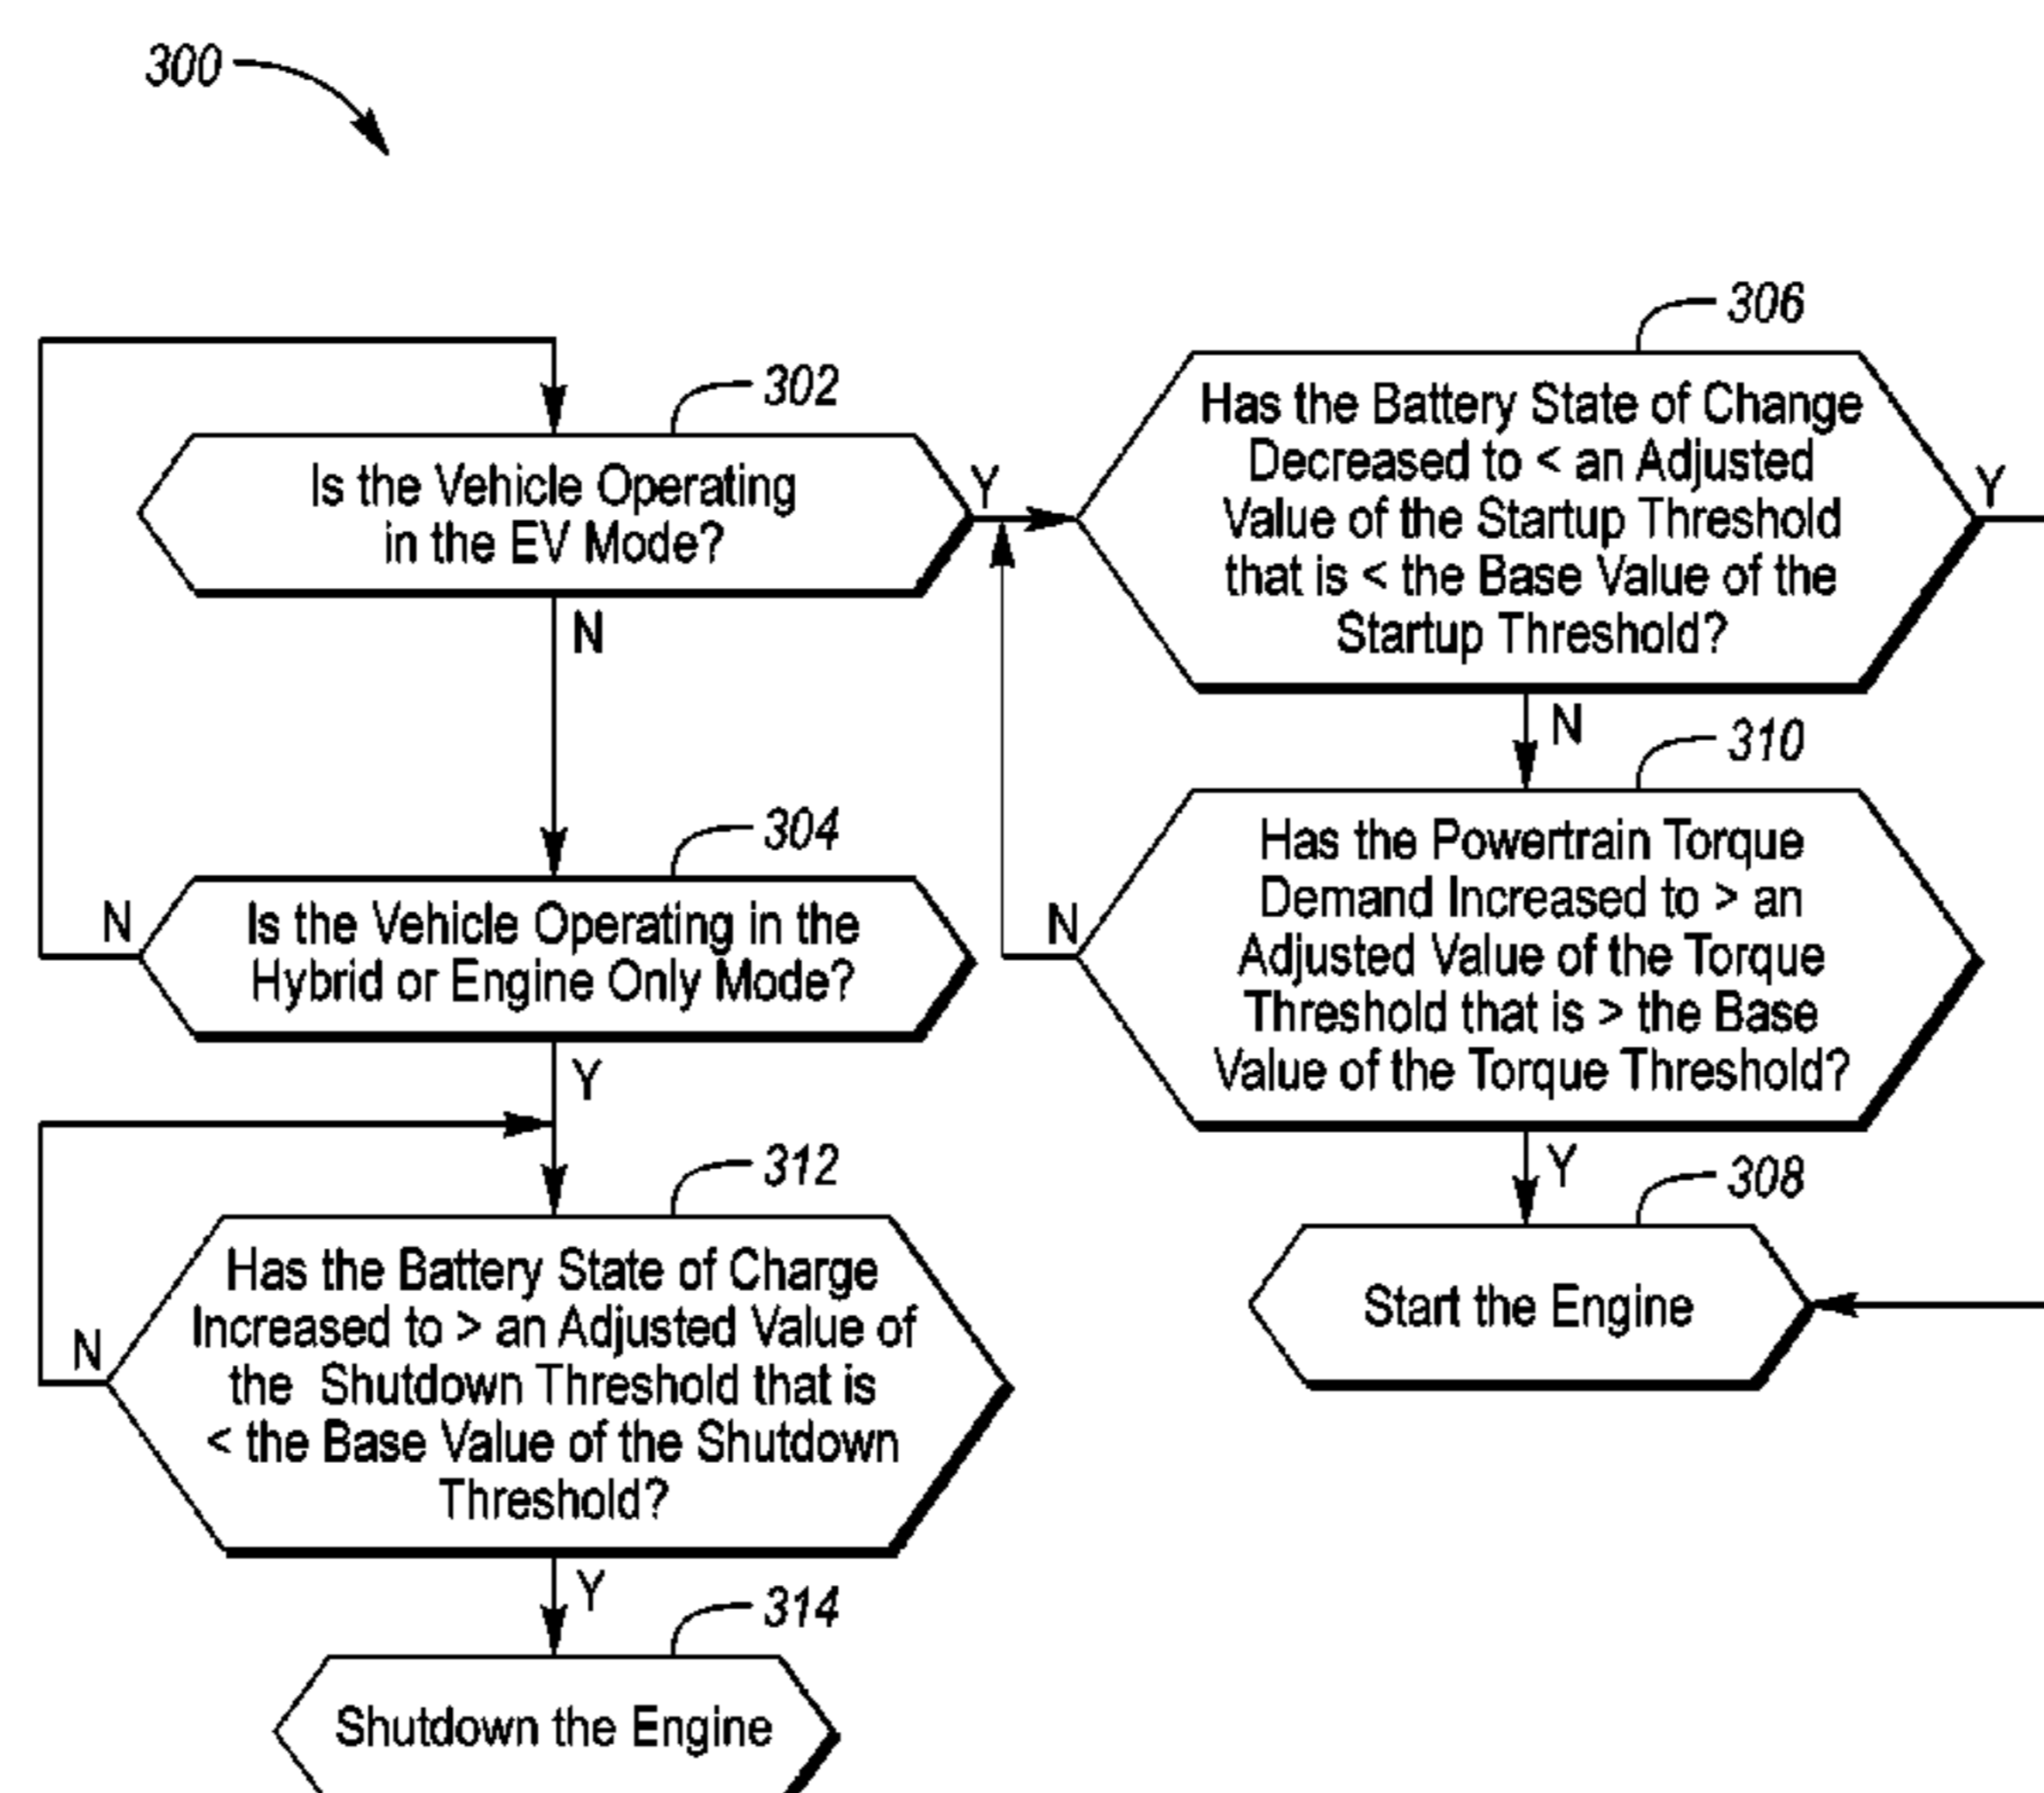 300
302
Is the Vehicle Operating
in the EV Mode?
Y
N
306
Has the Battery State of Change
Decreased to < an Adjusted
Value of the Startup Threshold
that is < the Base Value of the
Startup Threshold?
Y
N
304
Is the Vehicle Operating in the
Hybrid or Engine Only Mode?
N
Y
310
Has the Powertrain Torque
Demand Increased to > an
Adjusted Value of the Torque
Threshold that is > the Base
Value of the Torque Threshold?
N
Y
312
Has the Battery State of Charge
Increased to > an Adjusted Value of
the Shutdown Threshold that is
< the Base Value of the Shutdown
Threshold?
N
Y
308
Start the Engine
314
Shutdown the Engine